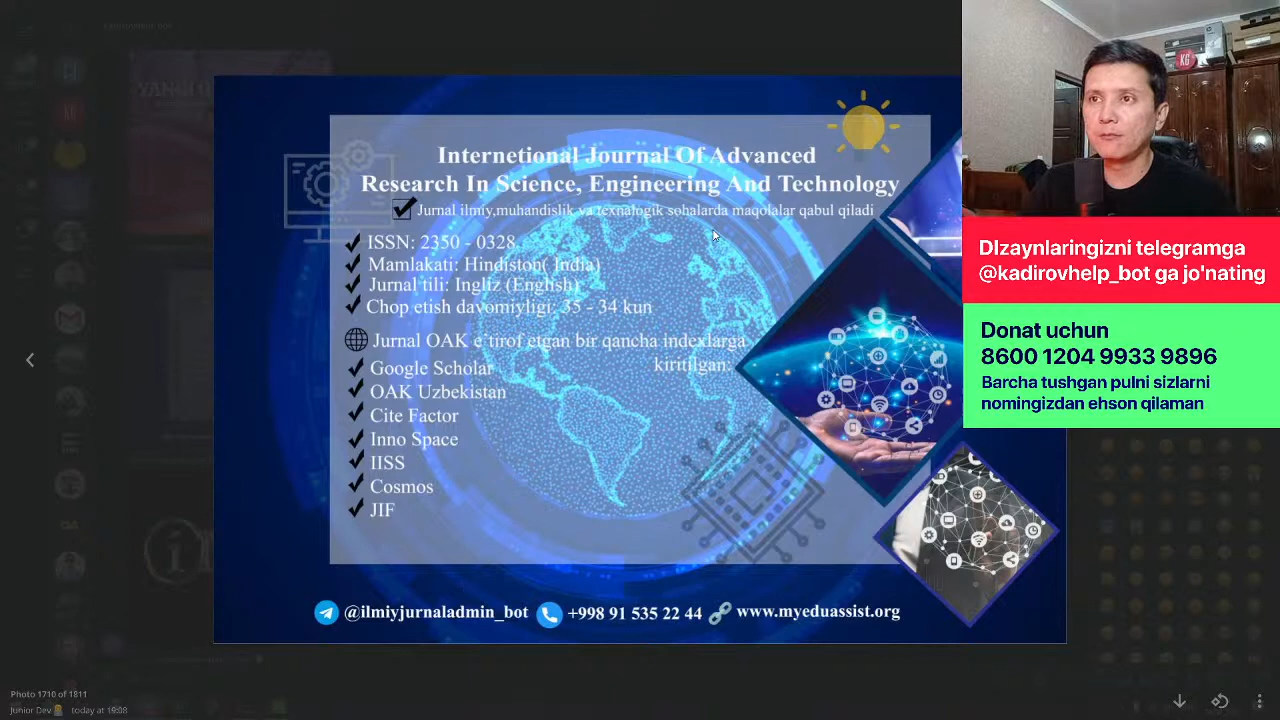 Internetional Journal Of Advanced
Research In Science, Engineering And Technology
Jurnal ilmiy,muhandislik va texnalogik sohalarda maqolalar qabul qiladi
ISSN: 2350 - 0328
Mamlakati: Hindiston( India)
Jurnal tili: Ingliz (English)
Chop etish davomiyligi: 35 - 34 kun
Jurnal OAK e'tirof etgan bir qancha indexlarga
kiritilgan:
Google Scholar
OAK Uzbekistan
Cite Factor
Inno Space
IISS
Cosmos
JIF
@ilmiyjurnaladmin_bot
+998 91 535 22 44
www.myeduassist.org
KG
DIzaynlaringizni telegramga
@kadirovhelp_bot ga jo'nating
Donat uchun
8600 1204 9933 9896
Barcha tushgan pulni sizlarni
nomingizdan ehson qilaman
Photo 1710 of 1811
Junior Dev today at 19:08